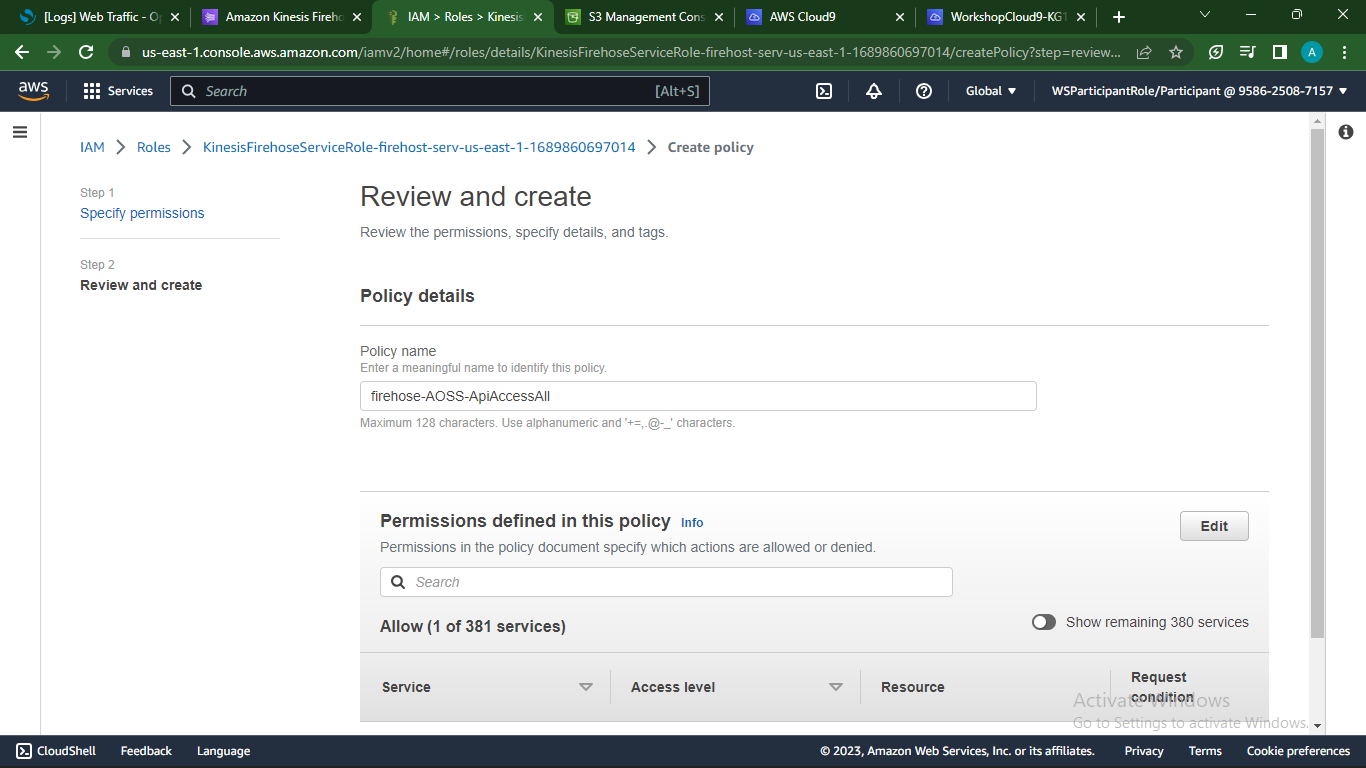 [Logs] Web Traffic - O
Amazon Kinesis Fireho
IAM > Roles > Kinesis
S3 Management Cons
AWS Cloud9
WorkshopCloud9-KG1
us-east-1.console.aws.amazon.com/iamv2/home#/roles/details/KinesisFirehoseServiceRole-firehost-serv-us-east-1-1689860697014/createPolicy?step=review...
A
aws
Services
Search
[Alt+S]
Global
WSParticipantRole/Participant @ 9586-2508-7157
IAM > Roles > KinesisFirehoseServiceRole-firehost-serv-us-east-1-1689860697014 > Create policy
Step 1
Specify permissions
Step 2
Review and create
Review and create
Review the permissions, specify details, and tags.
Policy details
Policy name
Enter a meaningful name to identify this policy.
firehose-AOSS-ApiAccessAll
Maximum 128 characters. Use alphanumeric and '+=,.@-_' characters.
Permissions defined in this policy Info
Edit
Permissions in the policy document specify which actions are allowed or denied.
Search
Allow (1 of 381 services)
Show remaining 380 services
Service
Access level
Resource
Request
condition
Activate Windows
Go to Settings to activate Windows.
CloudShell
Feedback
Language
© 2023, Amazon Web Services, Inc. or its affiliates.
Privacy
Terms
Cookie preferences